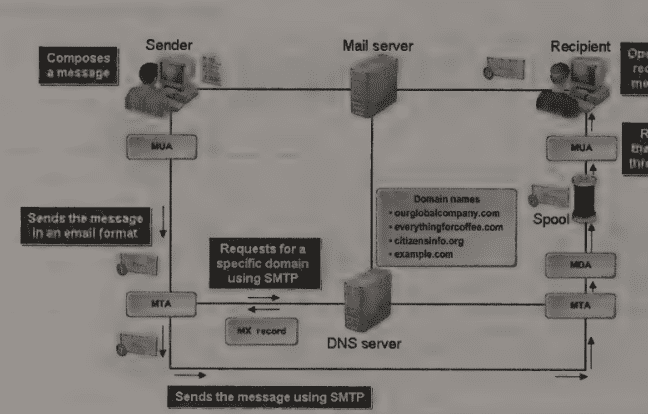 Sender
Mail server
Recipient
Composes
a message
MUA
MUA
Domain names
• ourglobalcompany.com
• everythingforcoffee.com
• citizensinfo.org
• example.com
Spool
Sends the message
in an email format
Requests for a
specific domain
using SMTP
MDA
MTA
MTA
MX record
DNS server
Sends the message using SMTP